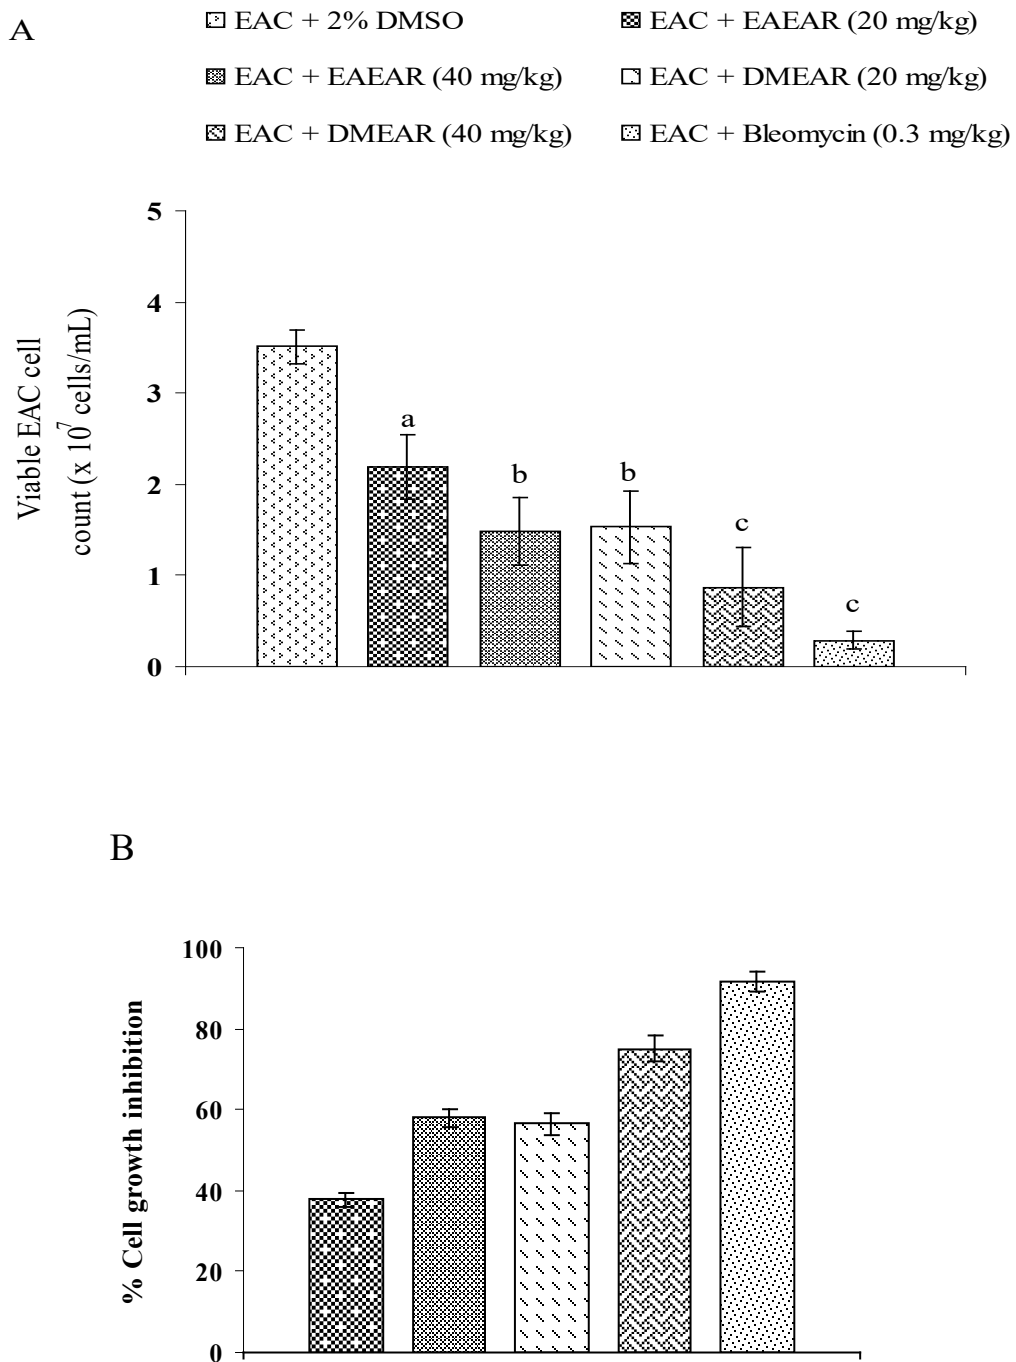 A
EAC + 2% DMSO
EAC + EAEAR (20 mg/kg)
EAC + EAEAR (40 mg/kg)
EAC + DMEAR (20 mg/kg)
EAC + DMEAR (40 mg/kg)
EAC + Bleomycin (0.3 mg/kg)
Viable EAC cell
count (x 10⁷ cells/mL)
5
4
3
2
1
0
a
b
b
c
c
B
% Cell growth inhibition
100
80
60
40
20
0